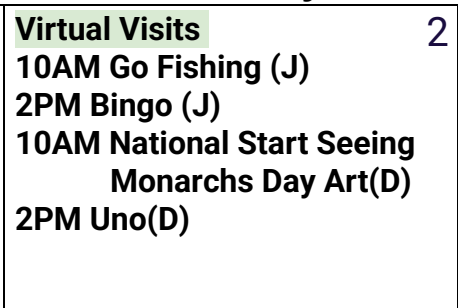 Virtual Visits 2
10AM Go Fishing (J)
2PM Bingo (J)
10AM National Start Seeing
Monarchs Day Art(D)
2PM Uno(D)